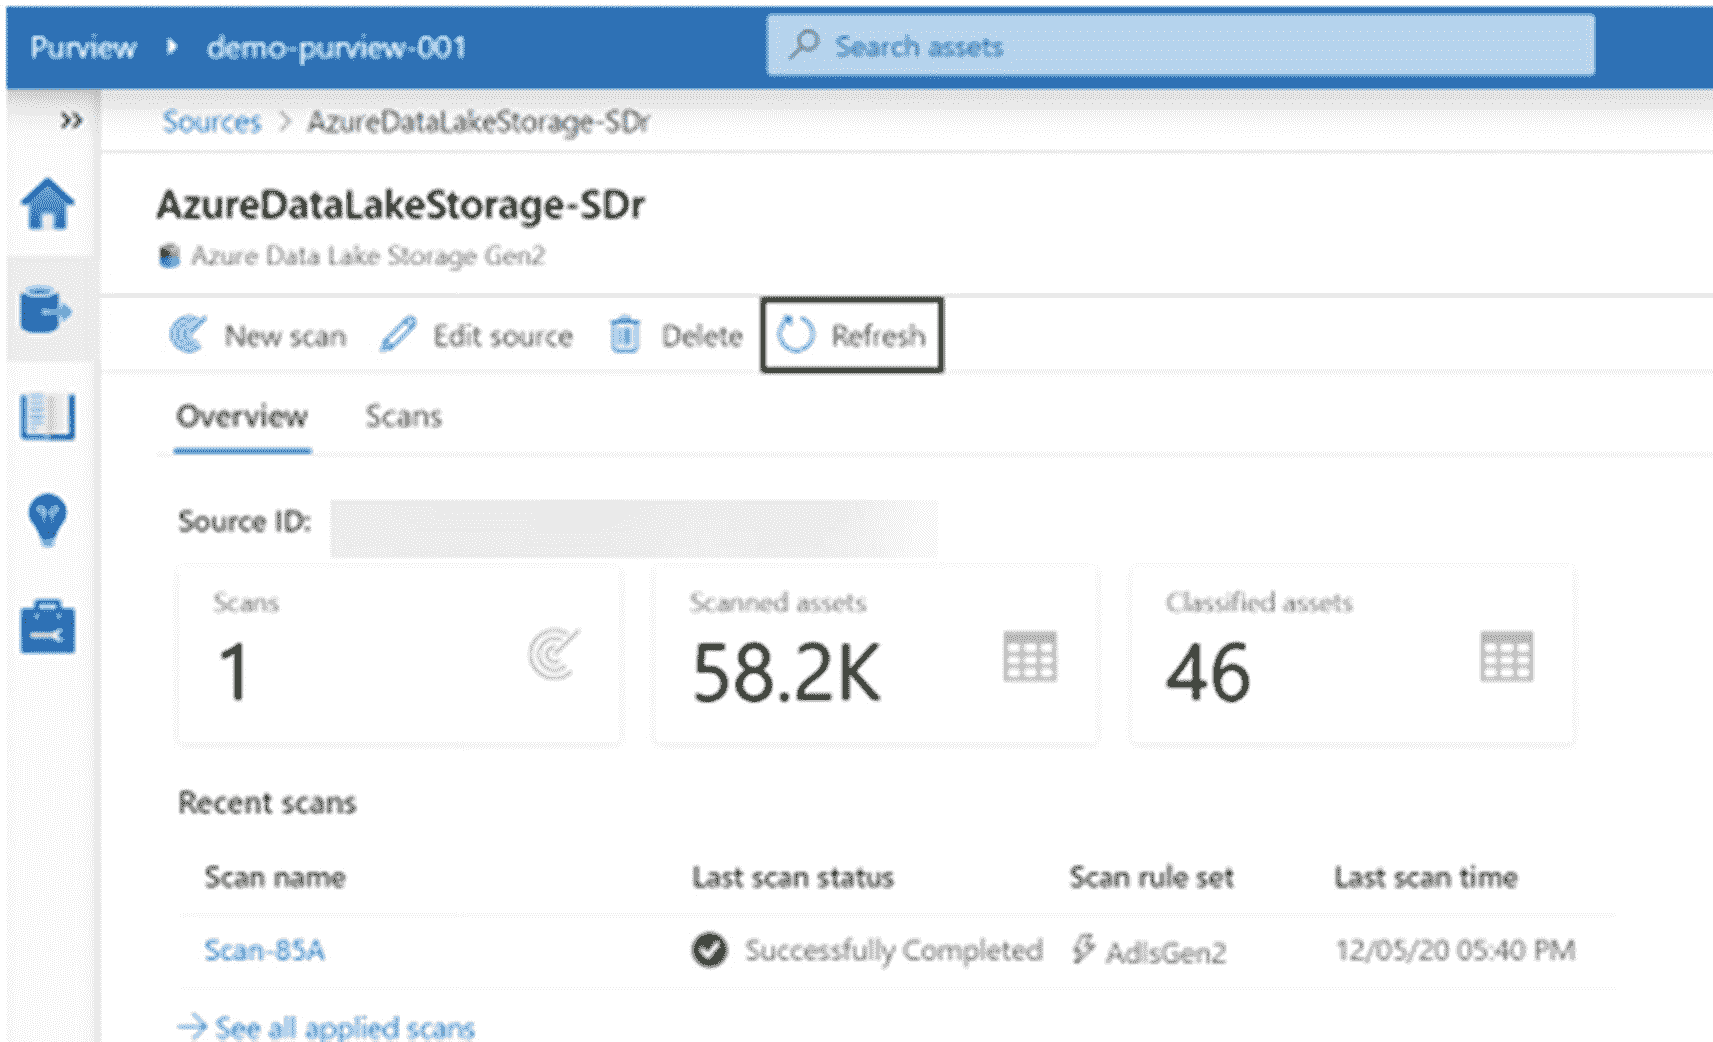 Purview demo-purview-001 Search assets
Sources > AzureDataLakeStorage-SDr
AzureDataLakeStorage-SDr
Azure Data Lake Storage Gen2
New scan Edit source Delete Refresh
Overview Scans
Source ID:
Scans Scanned assets Classified assets
1 58.2K 46
Recent scans
Scan name Last scan status Scan rule set Last scan time
Scan-85A Successfully Completed AdlsGen2 12/05/20 05:40 PM
→ See all applied scans